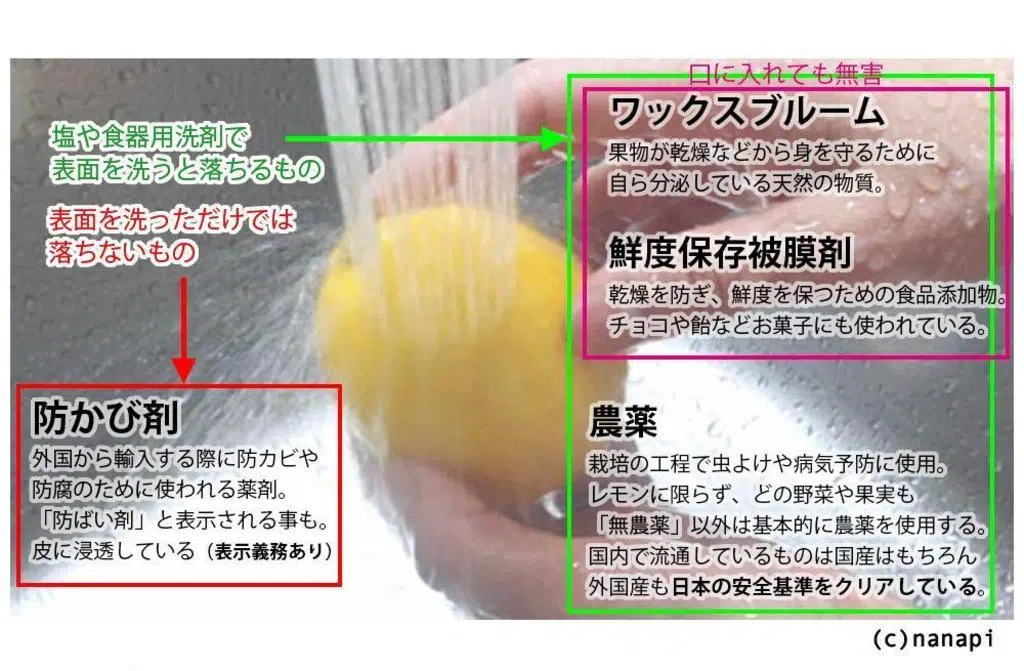 塩や食器用洗剤で
表面を洗うと落ちるもの
表面を洗っただけでは
落ちないもの
防かび剤
外国から輸入する際に防カビや
防腐のために使われる薬剤。
「防ばい剤」と表示される事も。
皮に浸透している（表示義務あり）
口に入れても無害
ワックスブルーム
果物が乾燥などから身を守るために
自ら分泌している天然の物質。
鮮度保存被膜剤
乾燥を防ぎ、鮮度を保つための食品添加物。
チョコや飴などお菓子にも使われている。
農薬
栽培の工程で虫よけや病気予防に使用。
レモンに限らず、どの野菜や果実も
「無農薬」以外は基本的に農薬を使用する。
国内で流通しているものは国産はもちろん
外国産も日本の安全基準をクリアしている。
(c)nanapi